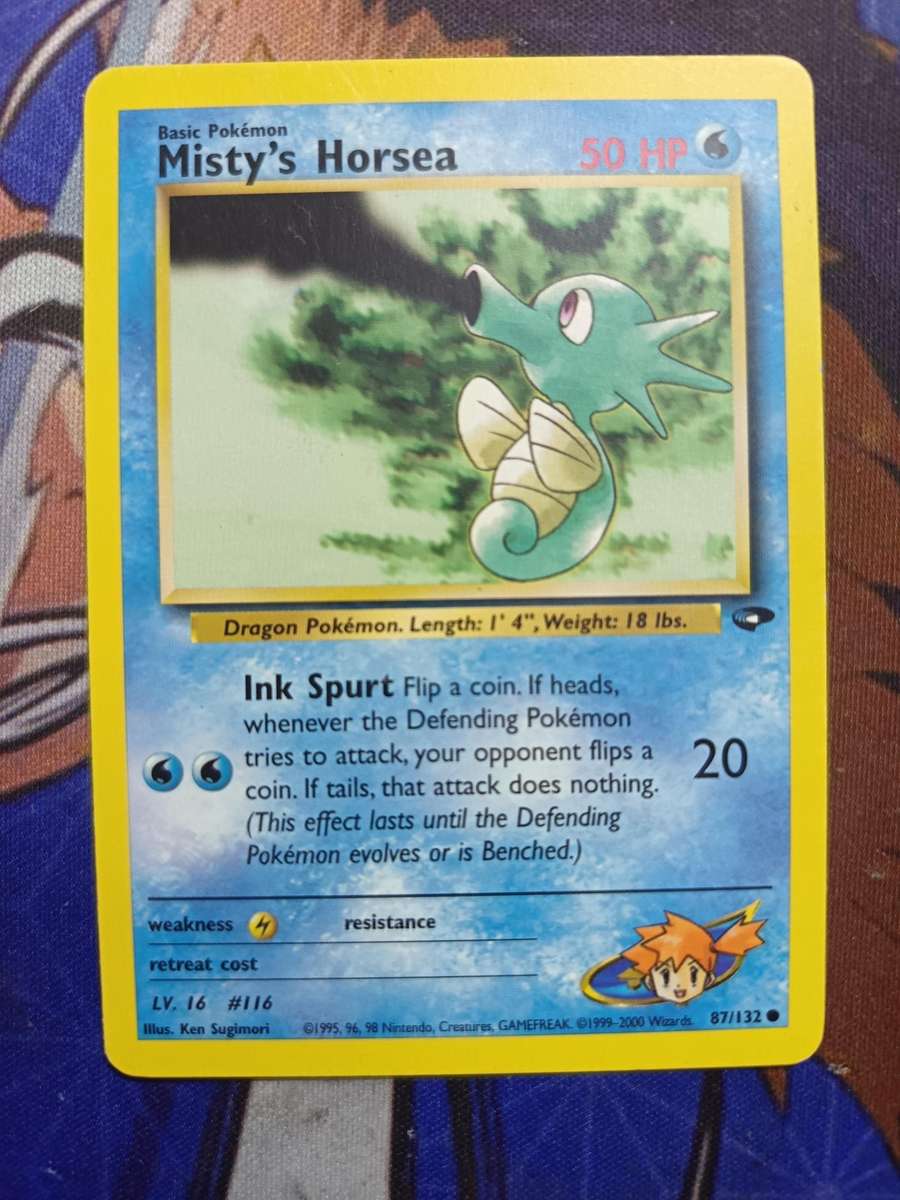 Basic Pokémon
Misty's Horsea 50 HP
Dragon Pokémon. Length: 1' 4", Weight: 18 lbs.
Ink Spurt Flip a coin. If heads,
whenever the Defending Pokémon
tries to attack, your opponent flips a
coin. If tails, that attack does nothing.
(This effect lasts until the Defending
Pokémon evolves or is Benched.)
20
weakness resistance
retreat cost
LV. 16 #116
Illus. Ken Sugimori ©1995, 96, 98 Nintendo, Creatures, GAMEFREAK. ©1999–2000 Wizards. 87/132